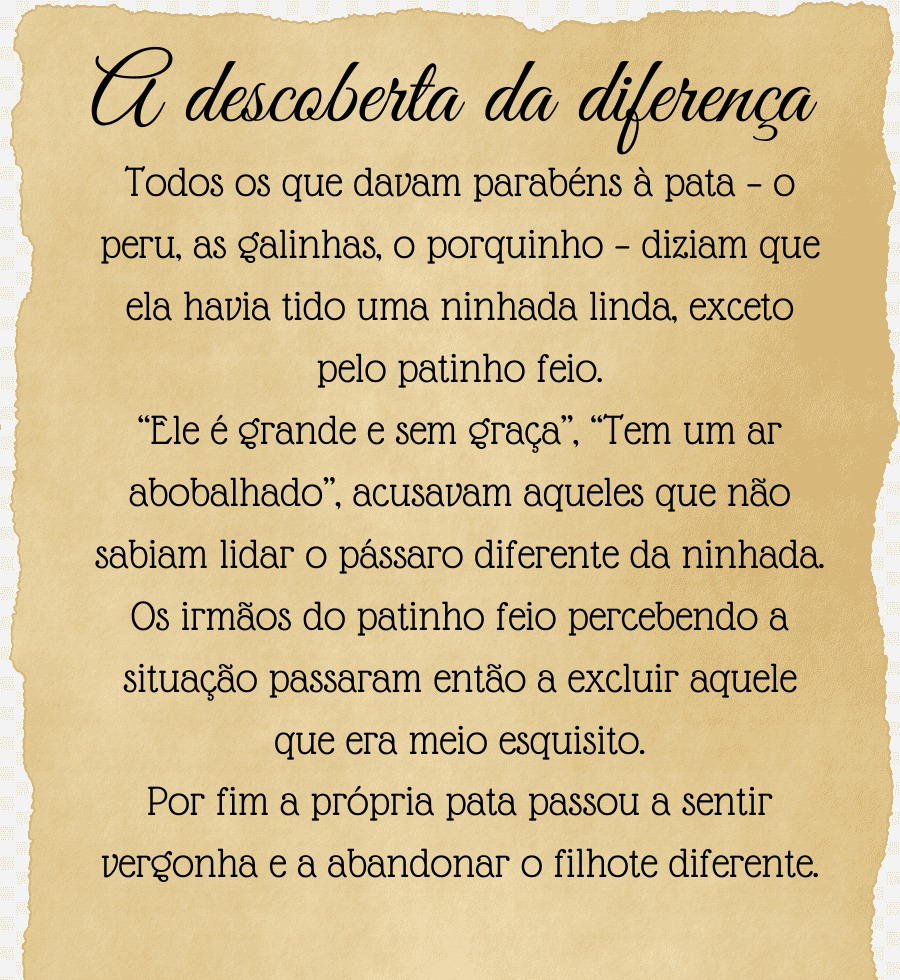 A descoberta da diferença
Todos os que davam parabéns à pata – o
peru, as galinhas, o porquinho – diziam que
ela havia tido uma ninhada linda, exceto
pelo patinho feio.
“Ele é grande e sem graça”, “Tem um ar
abobalhado”, acusavam aqueles que não
sabiam lidar o pássaro diferente da ninhada.
Os irmãos do patinho feio percebendo a
situação passaram então a excluir aquele
que era meio esquisito.
Por fim a própria pata passou a sentir
vergonha e a abandonar o filhote diferente.